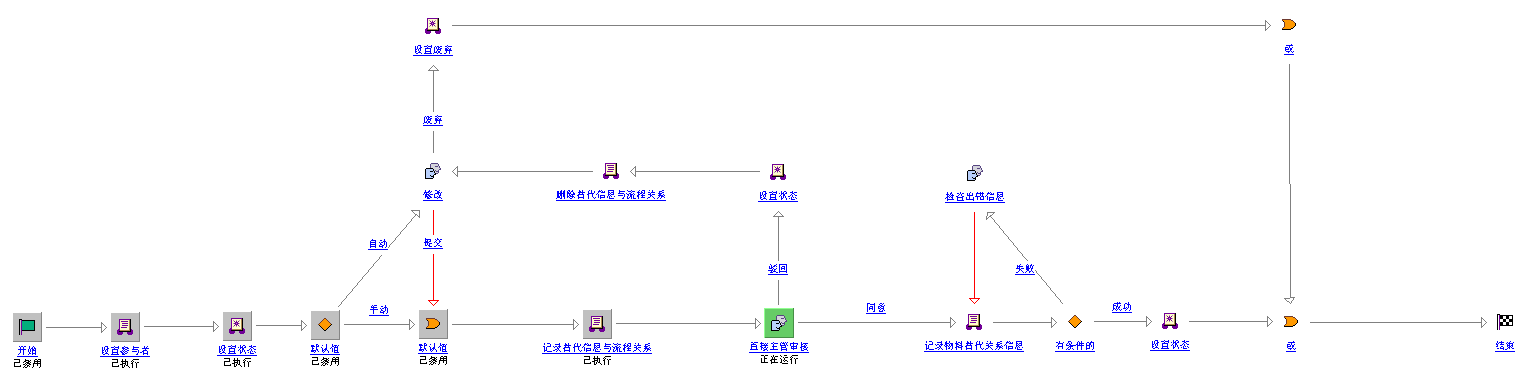 设置废弃
或
废弃
修改
删除替代信息与流程关系
设置状态
检查出错信息
自动
提交
驳回
失败
手动
同意
成功
开始
已参用
设置参与者
已执行
设置状态
已执行
默认值
已参用
默认值
已参用
记录替代信息与流程关系
已执行
直接主管审核
正在运行
记录物料替代关系信息
有条件的
设置状态
或
结束